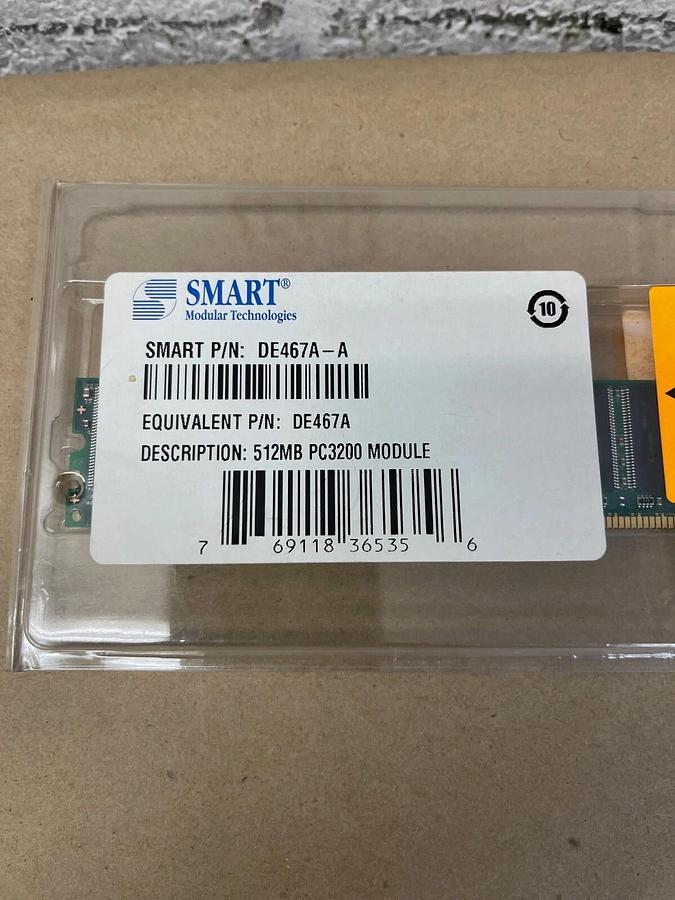 SMART®
Modular Technologies
10
SMART P/N: DE467A-A
EQUIVALENT P/N: DE467A
DESCRIPTION: 512MB PC3200 MODULE
7 69118 36535 6